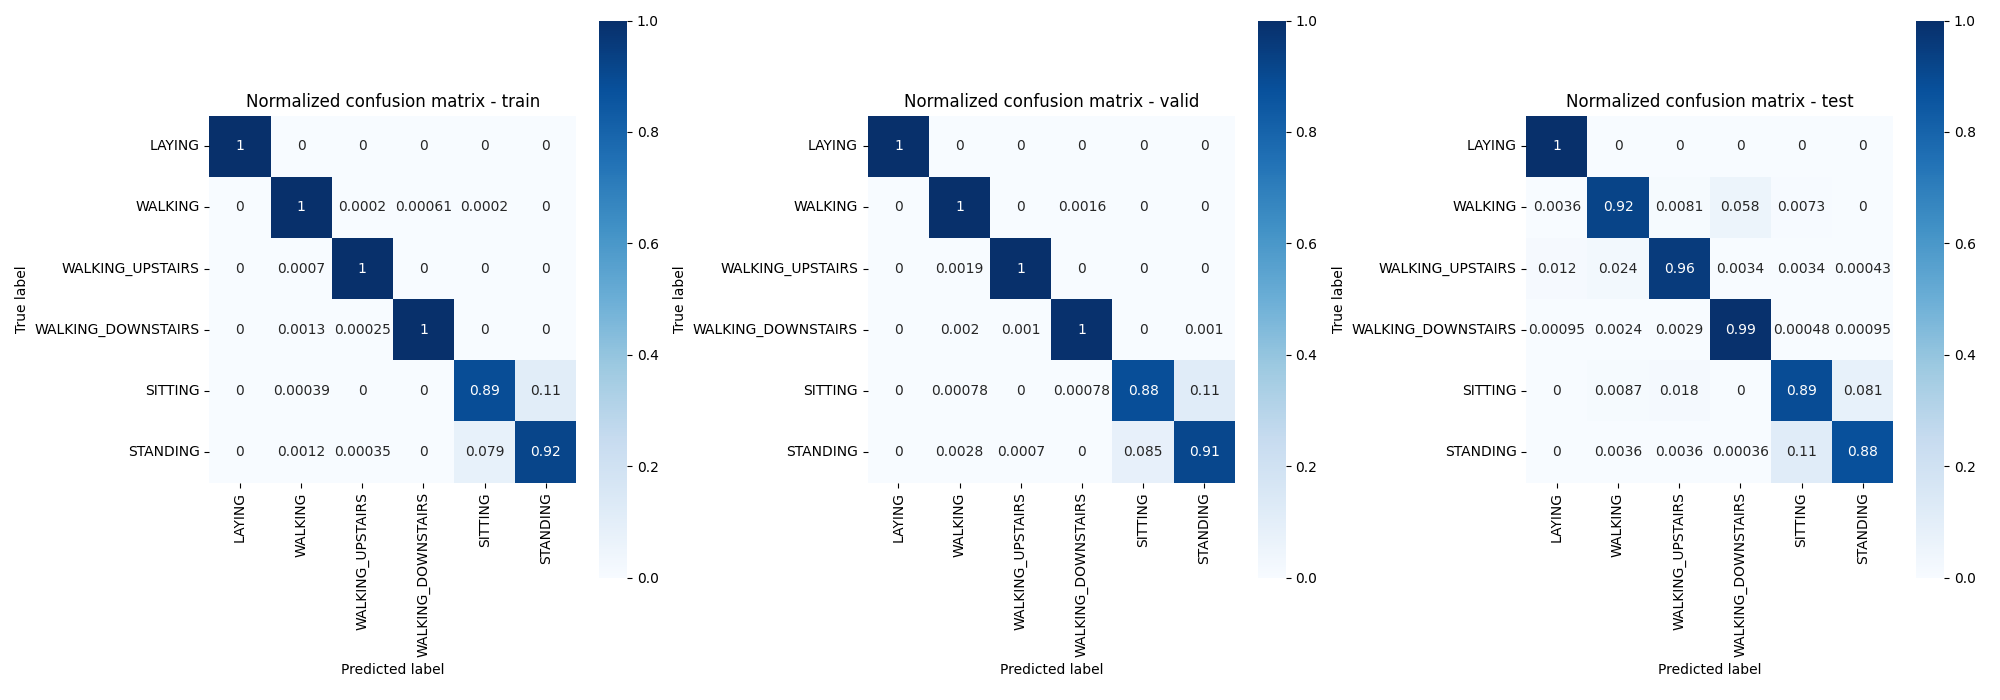 Normalized confusion matrix - train
True label
LAYING 1 0 0 0 0 0
WALKING 0 1 0.0002 0.00061 0.0002 0
WALKING_UPSTAIRS 0 0.0007 1 0 0 0
WALKING_DOWNSTAIRS 0 0.0013 0.00025 1 0 0
SITTING 0 0.00039 0 0 0.89 0.11
STANDING 0 0.0012 0.00035 0 0.079 0.92
LAYING WALKING WALKING_UPSTAIRS WALKING_DOWNSTAIRS SITTING STANDING
Predicted label
1.0
0.8
0.6
0.4
0.2
0.0
Normalized confusion matrix - valid
True label
LAYING 1 0 0 0 0 0
WALKING 0 1 0 0.0016 0 0
WALKING_UPSTAIRS 0 0.0019 1 0 0 0
WALKING_DOWNSTAIRS 0 0.002 0.001 1 0 0.001
SITTING 0 0.00078 0 0.00078 0.88 0.11
STANDING 0 0.0028 0.0007 0 0.085 0.91
LAYING WALKING WALKING_UPSTAIRS WALKING_DOWNSTAIRS SITTING STANDING
Predicted label
1.0
0.8
0.6
0.4
0.2
0.0
Normalized confusion matrix - test
True label
LAYING 1 0 0 0 0 0
WALKING 0.0036 0.92 0.0081 0.058 0.0073 0
WALKING_UPSTAIRS 0.012 0.024 0.96 0.0034 0.0034 0.00043
WALKING_DOWNSTAIRS 0.00095 0.0024 0.0029 0.99 0.00048 0.00095
SITTING 0 0.0087 0.018 0 0.89 0.081
STANDING 0 0.0036 0.0036 0.00036 0.11 0.88
LAYING WALKING WALKING_UPSTAIRS WALKING_DOWNSTAIRS SITTING STANDING
Predicted label
1.0
0.8
0.6
0.4
0.2
0.0